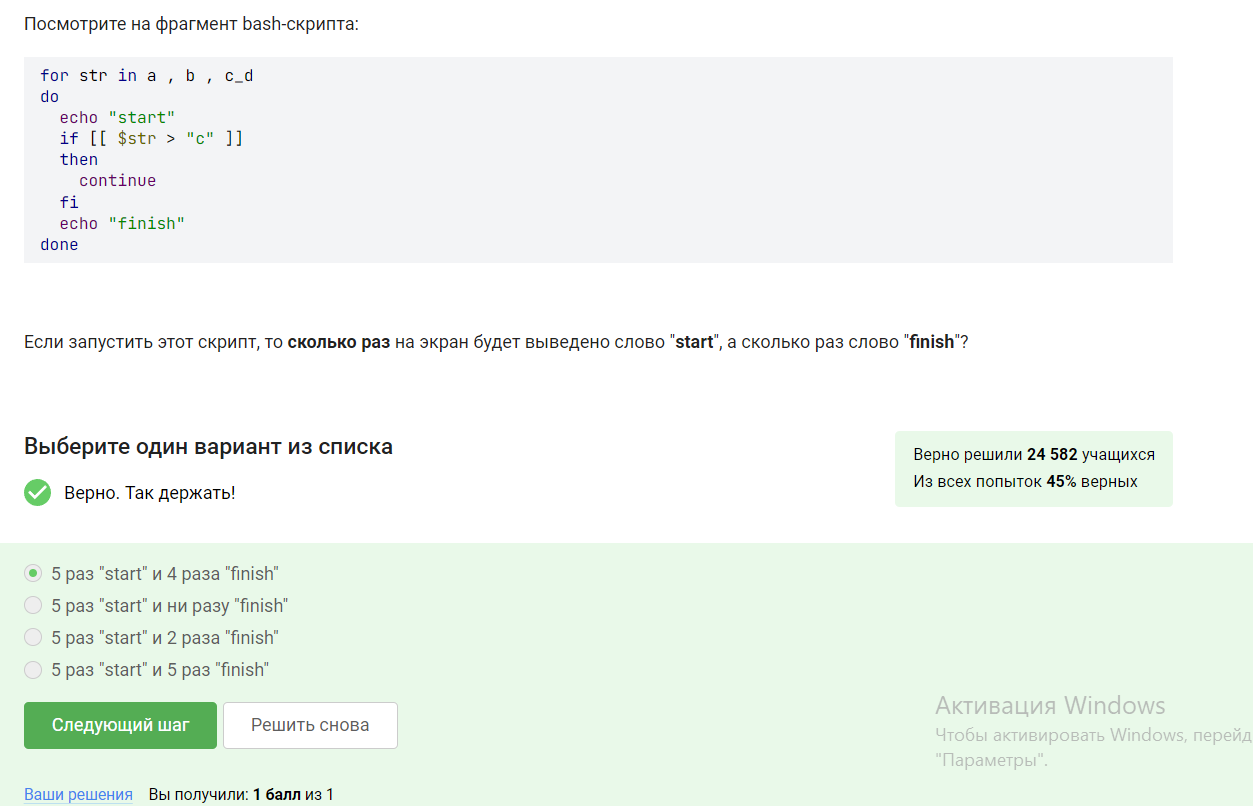 Посмотрите на фрагмент bash-скрипта:
for str in a , b , c_d
do
  echo "start"
  if [[ $str > "c" ]]
  then
    continue
  fi
  echo "finish"
done
Если запустить этот скрипт, то сколько раз на экран будет выведено слово "start", а сколько раз слово "finish"?
Выберите один вариант из списка
Верно. Так держать!
Верно решили 24 582 учащихся
Из всех попыток 45% верных
5 раз "start" и 4 раза "finish"
5 раз "start" и ни разу "finish"
5 раз "start" и 2 раза "finish"
5 раз "start" и 5 раз "finish"
Следующий шаг Решить снова
Активация Windows
Чтобы активировать Windows, перейд
"Параметры".
Ваши решения Вы получили: 1 балл из 1